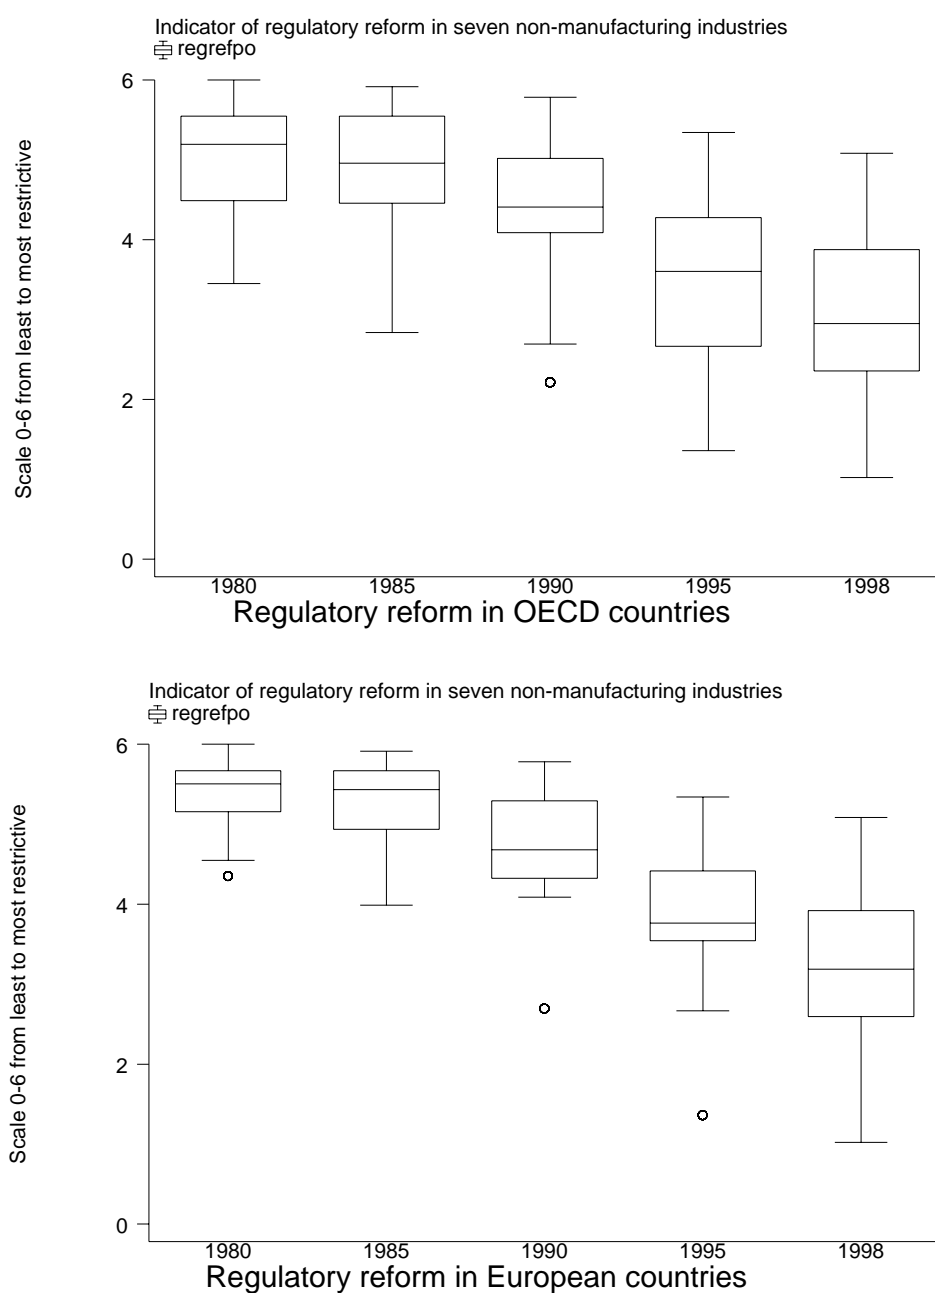 Indicator of regulatory reform in seven non-manufacturing industries
regrefpo
Scale 0-6 from least to most restrictive
6
4
2
0
1980 1985 1990 1995 1998
Regulatory reform in OECD countries
Indicator of regulatory reform in seven non-manufacturing industries
regrefpo
Scale 0-6 from least to most restrictive
6
4
2
0
1980 1985 1990 1995 1998
Regulatory reform in European countries